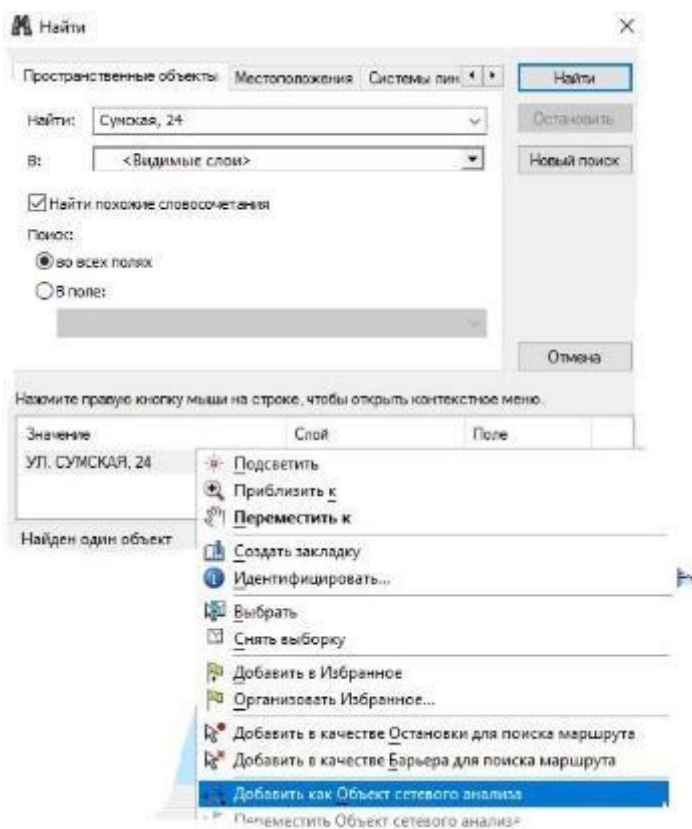 Найти
Пространственные объекты Местоположения Системы лин
Найти
Найти: Сумская, 24
Остановить
В: <Видимые слои>
Новый поиск
Найти похожие словосочетания
Поиск:
во всех полях
В поле:
Отмена
Нажмите правую кнопку мыши на строке, чтобы открыть контекстное меню.
Значение Слой Поле
УЛ. СУМСКАЯ, 24
Найден один объект
Подсветить
Приблизить к
Переместить к
Создать закладку
Идентифицировать...
Выбрать
Снять выборку
Добавить в Избранное
Организовать Избранное...
Добавить в качестве Остановки для поиска маршрута
Добавить в качестве Барьера для поиска маршрута
Добавить как Объект сетевого анализа
Переместить Объект сетевого анализа